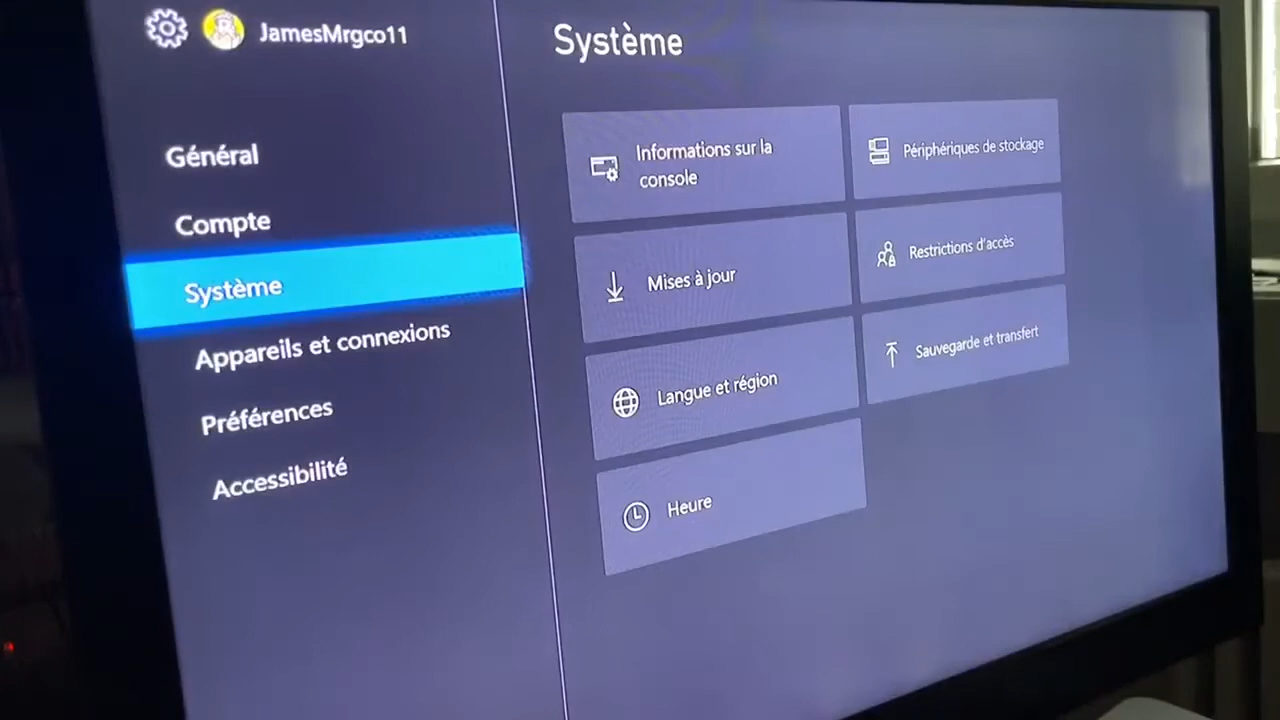 JamesMrgco11
Général
Compte
Système
Appareils et connexions
Préférences
Accessibilité
Système
Informations sur la
console
Mises à jour
Langue et région
Heure
Périphériques de stockage
Restrictions d'accès
Sauvegarde et transfert